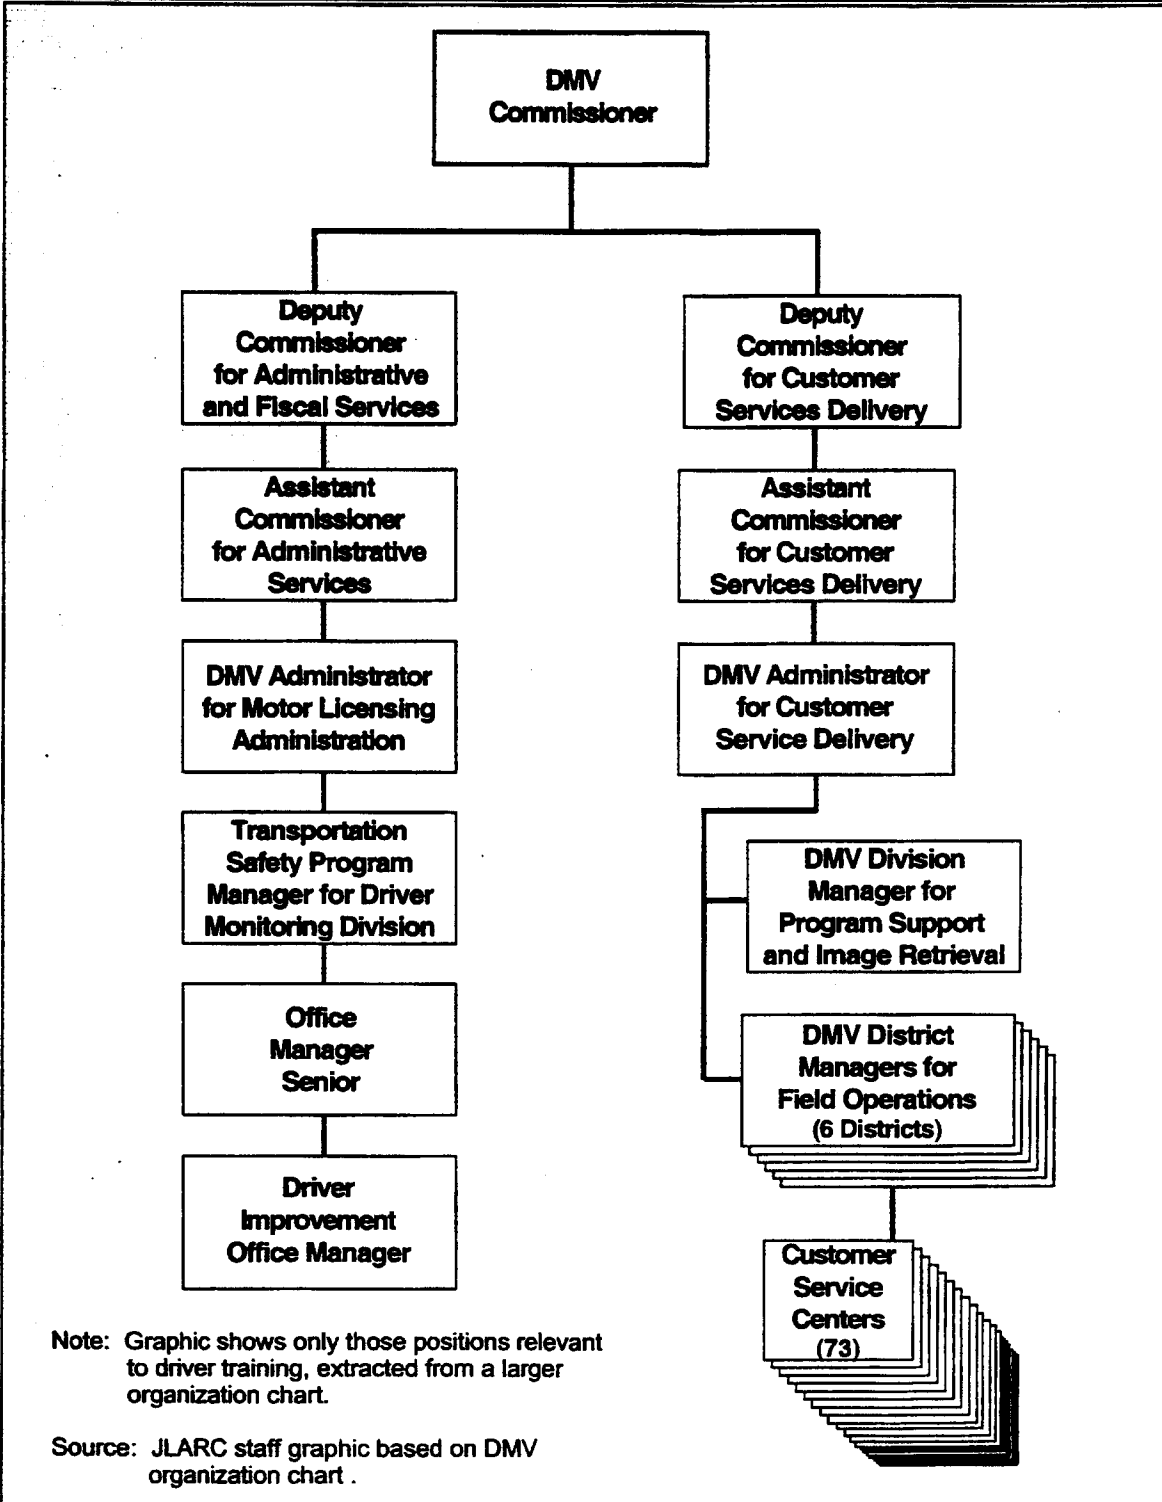 DMV
Commissioner
Deputy
Commissioner
for Administrative
and Fiscal Services
Assistant
Commissioner
for Administrative
Services
DMV Administrator
for Motor Licensing
Administration
Transportation
Safety Program
Manager for Driver
Monitoring Division
Office
Manager
Senior
Driver
Improvement
Office Manager
Deputy
Commissioner
for Customer
Services Delivery
Assistant
Commissioner
for Customer
Services Delivery
DMV Administrator
for Customer
Service Delivery
DMV Division
Manager for
Program Support
and Image Retrieval
DMV District
Managers for
Field Operations
(6 Districts)
Customer
Service
Centers
(73)
Note: Graphic shows only those positions relevant
to driver training, extracted from a larger
organization chart.
Source: JLARC staff graphic based on DMV
organization chart .